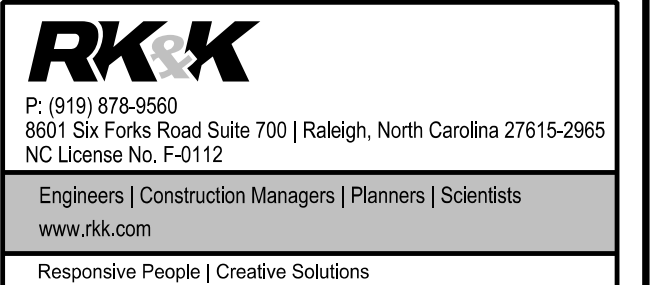 RK&K
P: (919) 878-9560
8601 Six Forks Road Suite 700 | Raleigh, North Carolina 27615-2965
NC License No. F-0112
Engineers | Construction Managers | Planners | Scientists
www.rkk.com
Responsive People | Creative Solutions